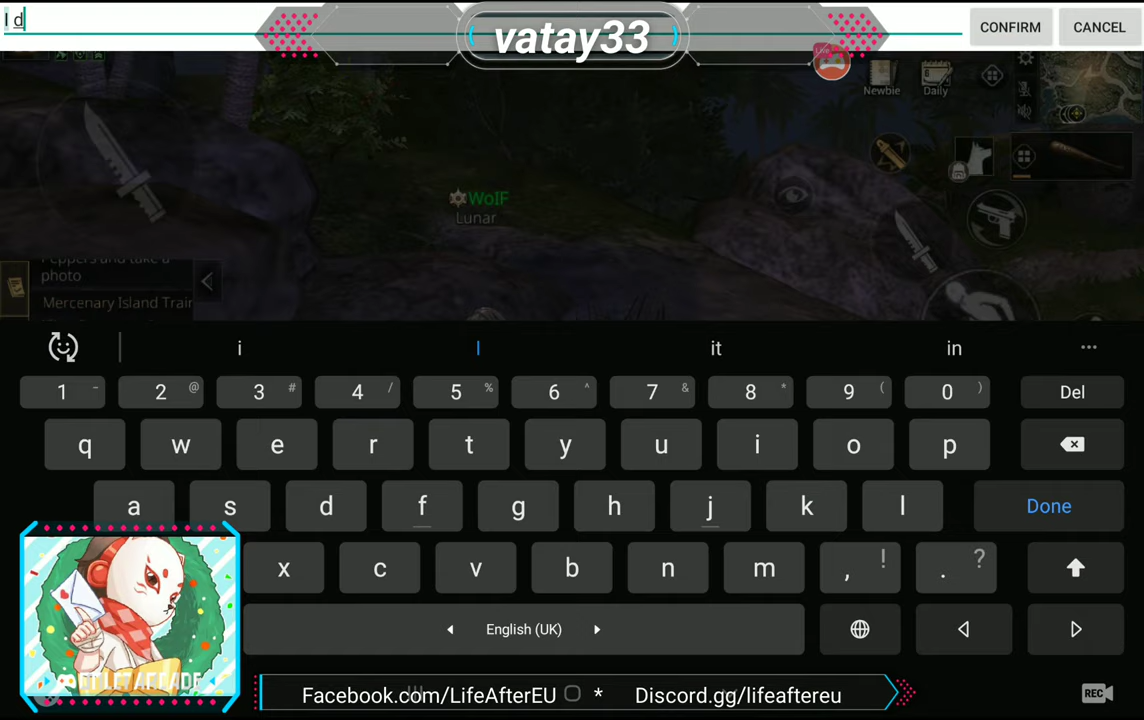 I d
vatay33
CONFIRM
CANCEL
Newbie
Daily
WolF
Lunar
Peppers and take a
photo
Mercenary Island Train
i I it in ...
1 - 2 @ 3 # 4 / 5 % 6 ^ 7 & 8 * 9 ( 0 ) Del
q w e r t y u i o p
a s d f g h j k l Done
x c v b n m , ! . ?
English (UK)
Facebook.com/LifeAfterEU * Discord.gg/lifeaftereu
REC